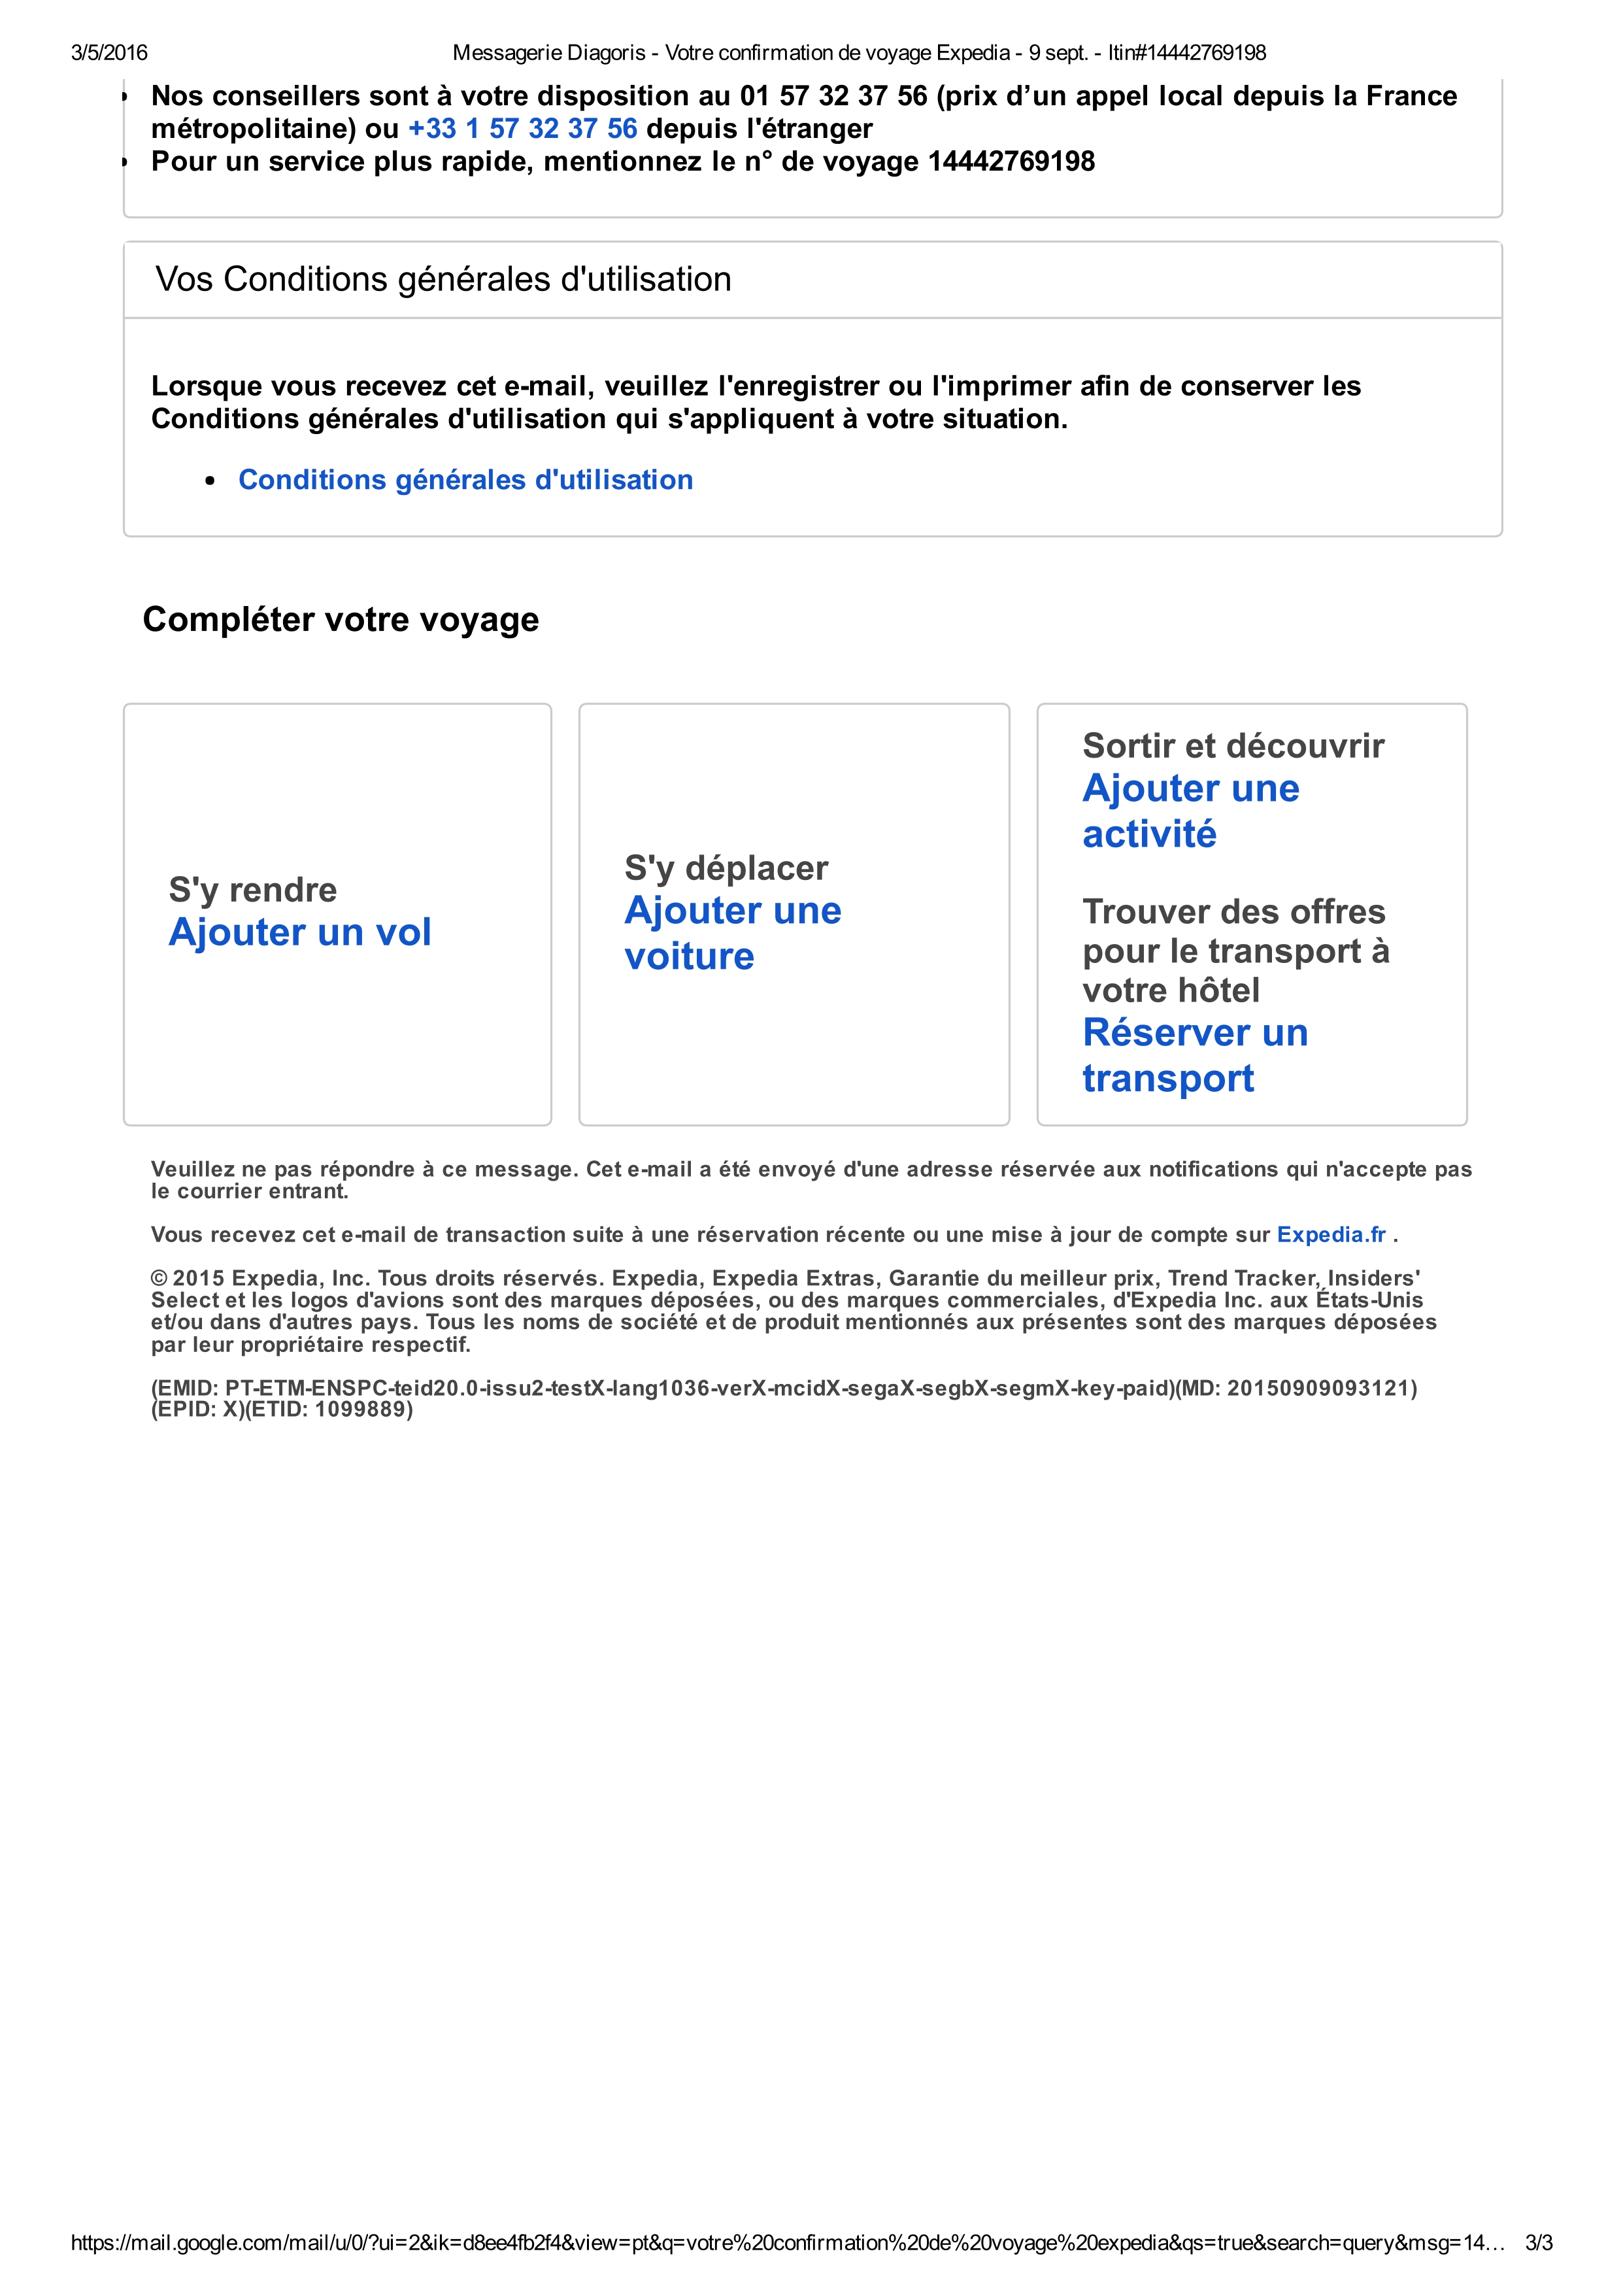 3/5/2016 Messagerie Diagoris - Votre confirmation de voyage Expedia - 9 sept. - Itin#14442769198
• Nos conseillers sont à votre disposition au 01 57 32 37 56 (prix d’un appel local depuis la France
métropolitaine) ou +33 1 57 32 37 56 depuis l'étranger
• Pour un service plus rapide, mentionnez le n° de voyage 14442769198
Vos Conditions générales d'utilisation
Lorsque vous recevez cet e-mail, veuillez l'enregistrer ou l'imprimer afin de conserver les
Conditions générales d'utilisation qui s'appliquent à votre situation.
• Conditions générales d'utilisation
Compléter votre voyage
S'y rendre
Ajouter un vol
S'y déplacer
Ajouter une
voiture
Sortir et découvrir
Ajouter une
activité
Trouver des offres
pour le transport à
votre hôtel
Réserver un
transport
Veuillez ne pas répondre à ce message. Cet e-mail a été envoyé d'une adresse réservée aux notifications qui n'accepte pas
le courrier entrant.
Vous recevez cet e-mail de transaction suite à une réservation récente ou une mise à jour de compte sur Expedia.fr .
© 2015 Expedia, Inc. Tous droits réservés. Expedia, Expedia Extras, Garantie du meilleur prix, Trend Tracker, Insiders'
Select et les logos d'avions sont des marques déposées, ou des marques commerciales, d'Expedia Inc. aux États-Unis
et/ou dans d'autres pays. Tous les noms de société et de produit mentionnés aux présentes sont des marques déposées
par leur propriétaire respectif.
(EMID: PT-ETM-ENSPC-teid20.0-issu2-testX-lang1036-verX-mcidX-segaX-segbX-segmX-key-paid)(MD: 20150909093121)
(EPID: X)(ETID: 1099889)
https://mail.google.com/mail/u/0/?ui=2&ik=d8ee4fb2f4&view=pt&q=votre%20confirmation%20de%20voyage%20expedia&qs=true&search=query&msg=14… 3/3